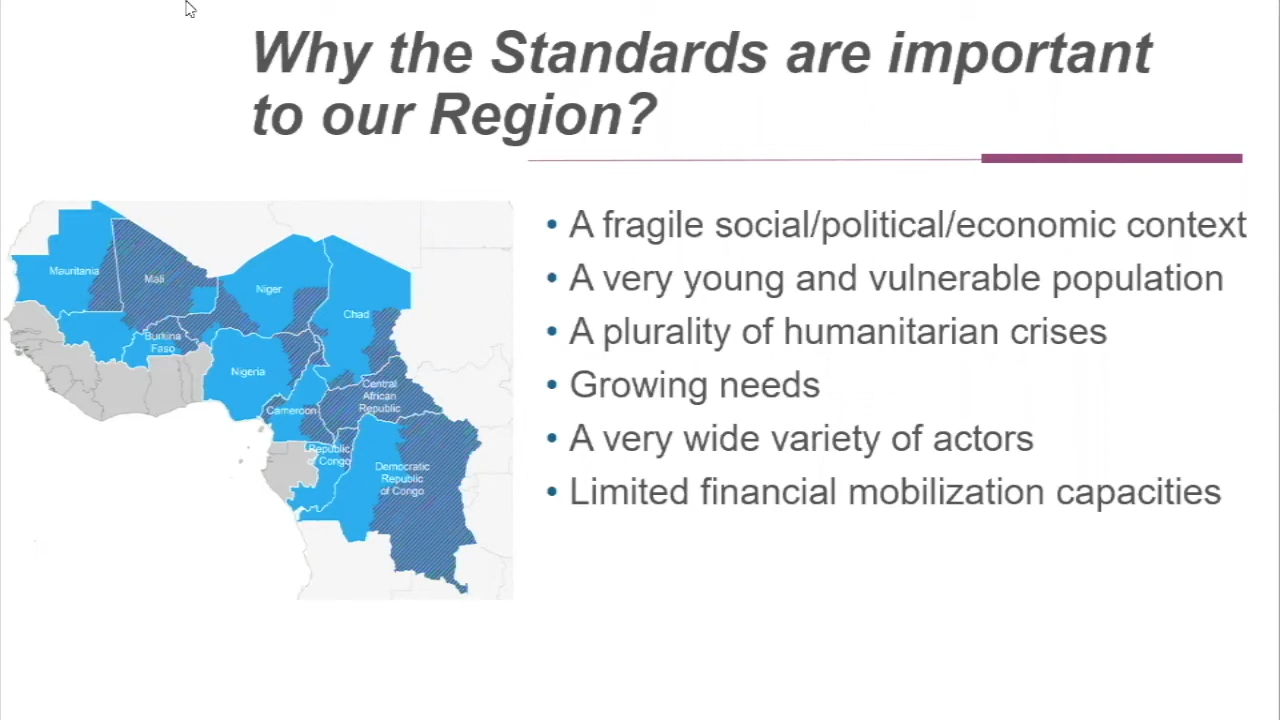 Why the Standards are important
to our Region?
• A fragile social/political/economic context
• A very young and vulnerable population
• A plurality of humanitarian crises
• Growing needs
• A very wide variety of actors
• Limited financial mobilization capacities
Mauritania
Mali
Niger
Chad
Burkina
Faso
Nigeria
Central
African
Republic
Cameroon
Republic
of Congo
Democratic
Republic
of Congo